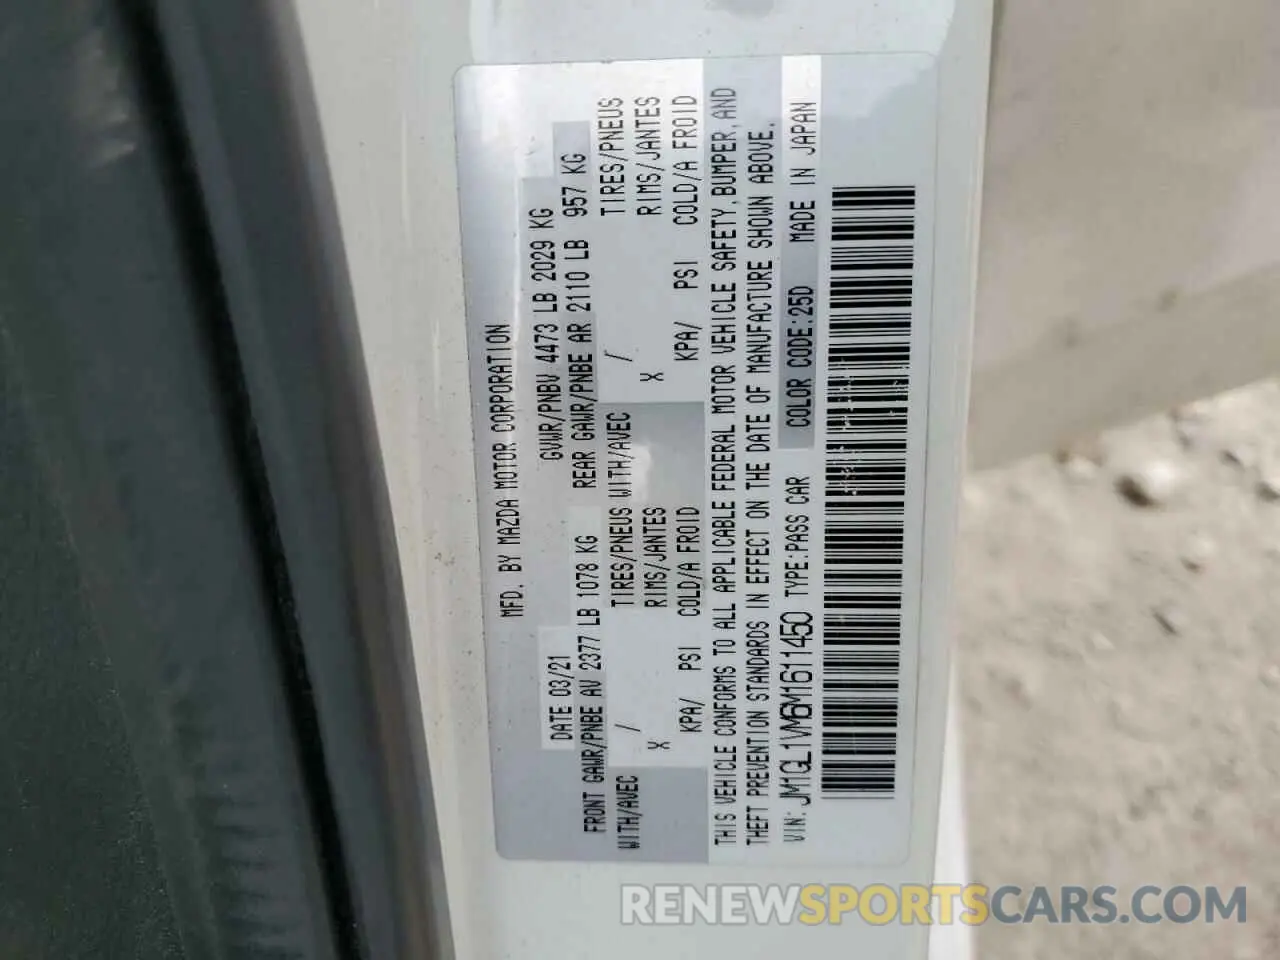 MFD. BY MAZDA MOTOR CORPORATION
DATE 03/21 GVWR/PNBV 4473 LB 2029 KG
FRONT GAWR/PNBE AV 2377 LB 1078 KG REAR GAWR/PNBE AR 2110 LB 957 KG
WITH/AVEC / TIRES/PNEUS WITH/AVEC / TIRES/PNEUS
X RIMS/JANTES X RIMS/JANTES
KPA/ PSI COLD/A FROID KPA/ PSI COLD/A FROID
THIS VEHICLE CONFORMS TO ALL APPLICABLE FEDERAL MOTOR VEHICLE SAFETY, BUMPER, AND
THEFT PREVENTION STANDARDS IN EFFECT ON THE DATE OF MANUFACTURE SHOWN ABOVE.
VIN: JM1GL1VM6M1611450 TYPE:PASS CAR COLOR CODE:25D MADE IN JAPAN
RENEWSPORTSCARS.COM